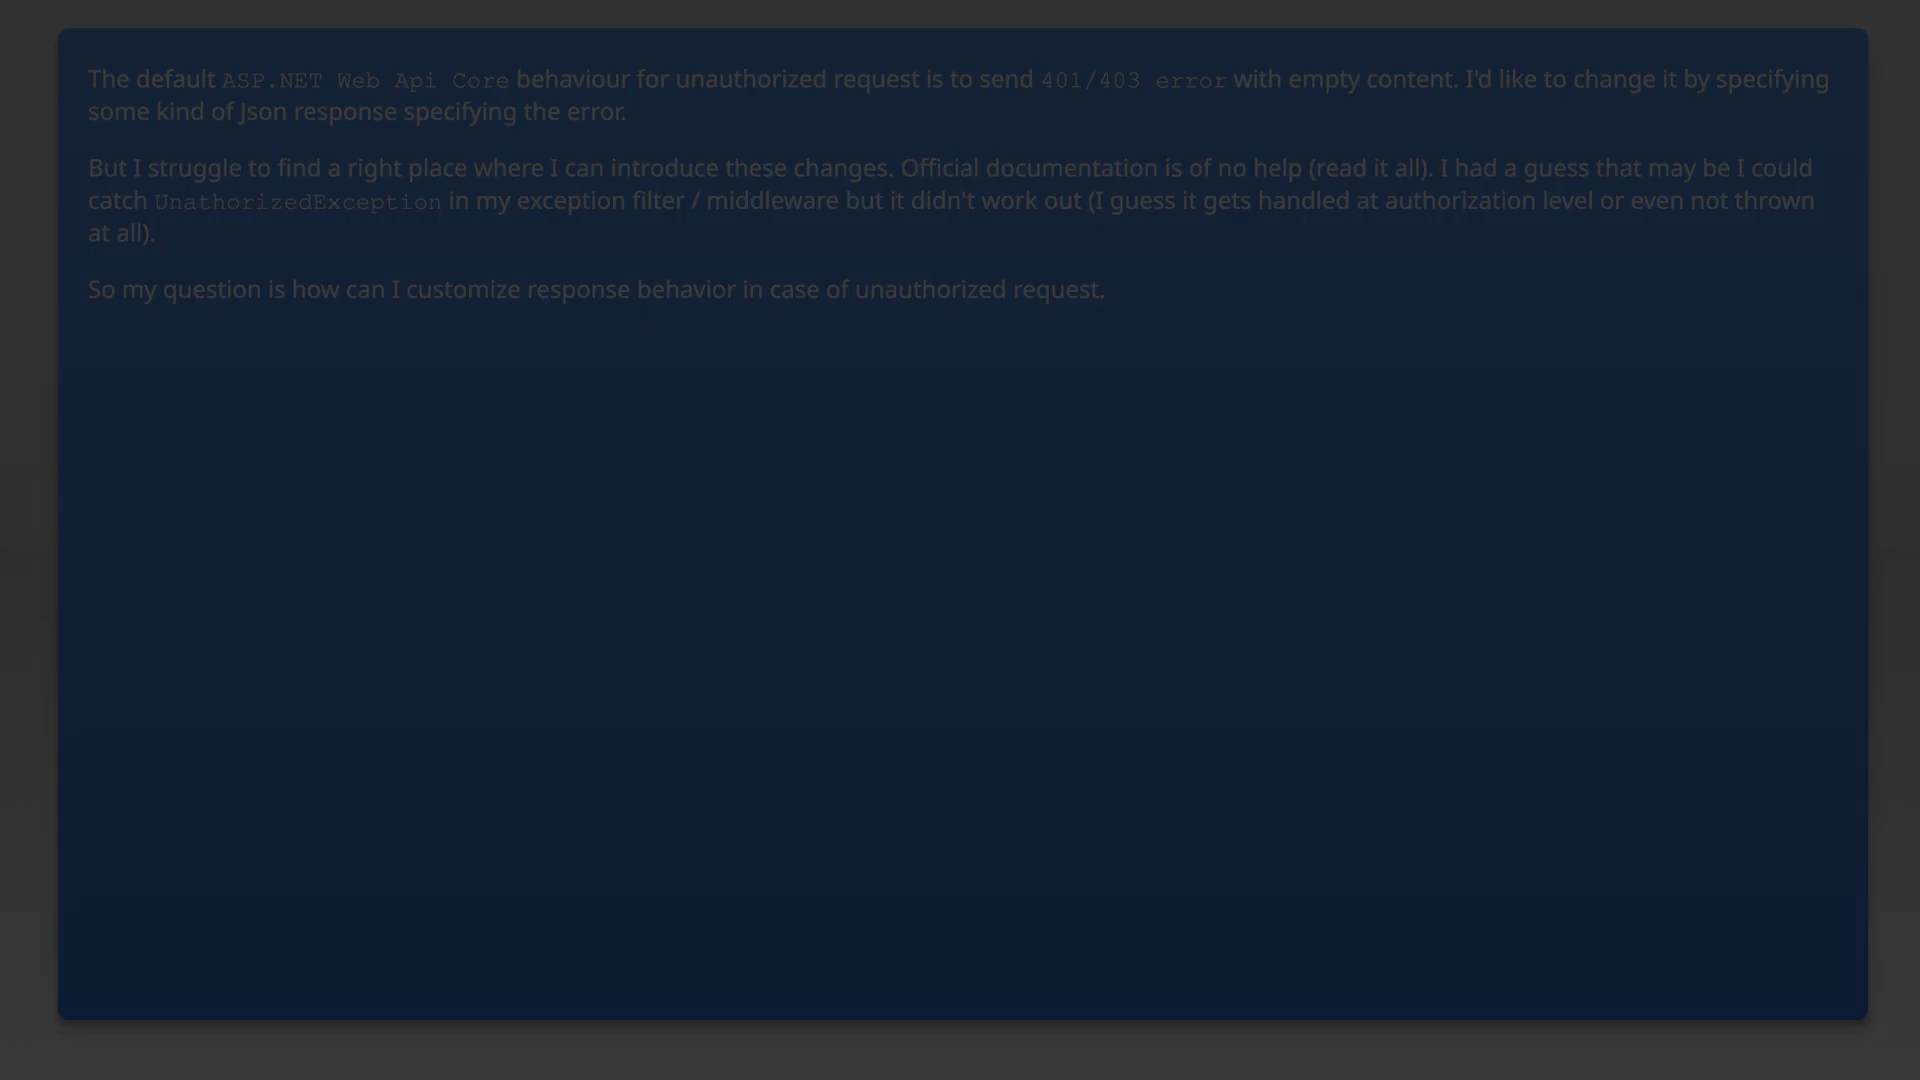 The default ASP.NET Web Api Core behaviour for unauthorized request is to send 401/403 error with empty content. I'd like to change it by specifying
some kind of Json response specifying the error.
But I struggle to find a right place where I can introduce these changes. Official documentation is of no help (read it all). I had a guess that may be I could
catch UnathorizedException in my exception filter / middleware but it didn't work out (I guess it gets handled at authorization level or even not thrown
at all).
So my question is how can I customize response behavior in case of unauthorized request.